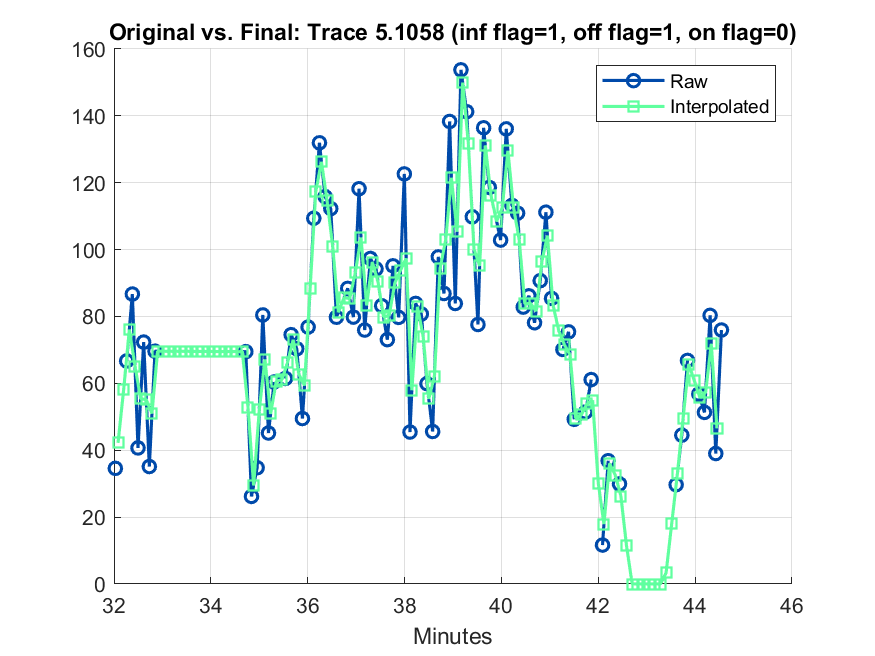 Original vs. Final: Trace 5.1058 (inf flag=1, off flag=1, on flag=0)
160
140
120
100
80
60
40
20
0
Raw
Interpolated
32 34 36 38 40 42 44 46
Minutes